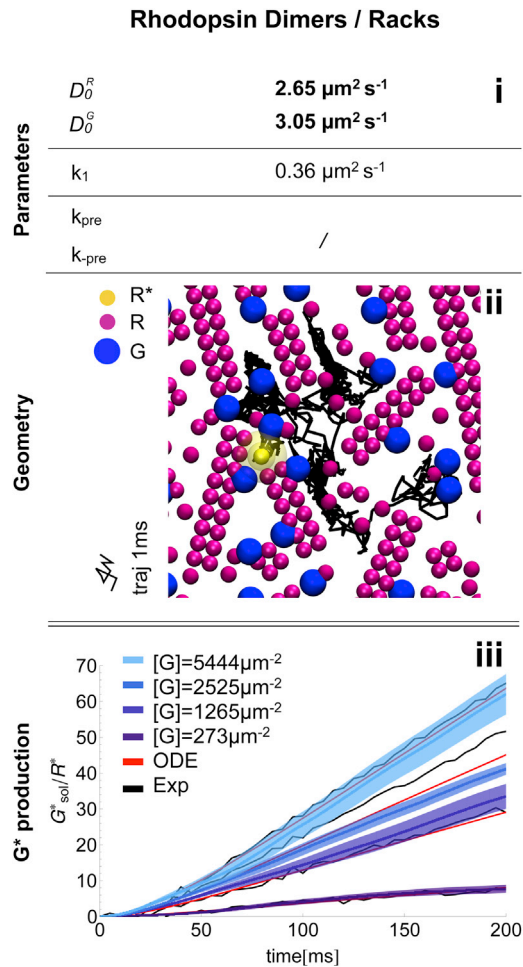 Rhodopsin Dimers / Racks
i
Parameters
D₀ᴿ 2.65 µm² s⁻¹
D₀ᴳ 3.05 µm² s⁻¹
k₁ 0.36 µm² s⁻¹
kpre
/
k-pre
ii
Geometry
R*
R
G
traj 1ms
iii
G* production
G*sol/R*
70
60
50
40
30
20
10
0
[G]=5444µm⁻²
[G]=2525µm⁻²
[G]=1265µm⁻²
[G]=273µm⁻²
ODE
Exp
0 50 100 150 200
time[ms]